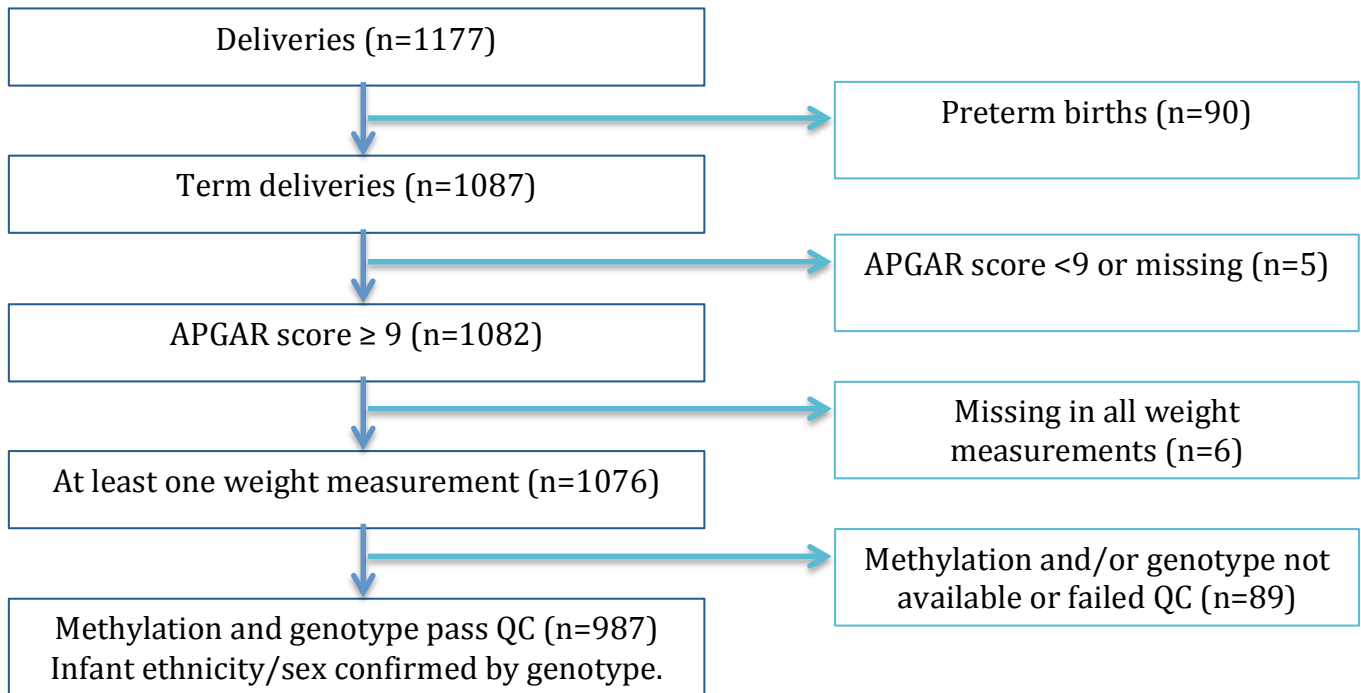 Deliveries (n=1177)
Preterm births (n=90)
Term deliveries (n=1087)
APGAR score <9 or missing (n=5)
APGAR score ≥ 9 (n=1082)
Missing in all weight
measurements (n=6)
At least one weight measurement (n=1076)
Methylation and/or genotype not
available or failed QC (n=89)
Methylation and genotype pass QC (n=987)
Infant ethnicity/sex confirmed by genotype.